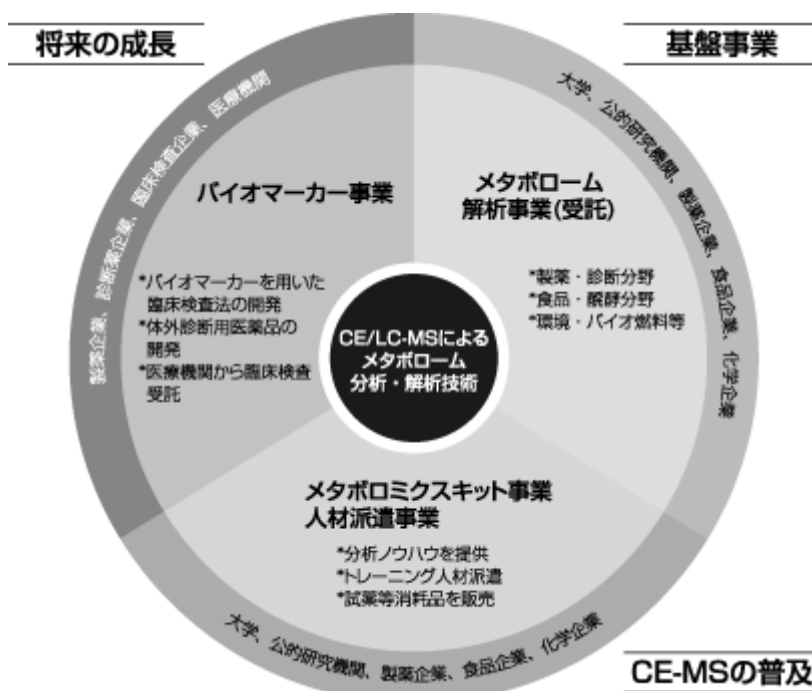 将来の成長
基盤事業
製薬企業、診断薬企業、臨床検査企業、医療機関
大学、公的研究機関、製薬企業、食品企業、化学企業
バイオマーカー事業
*バイオマーカーを用いた
臨床検査法の開発
*体外診断用医薬品の
開発
*医療機関から臨床検査
受託
メタボローム
解析事業(受託)
*製薬・診断分野
*食品・醗酵分野
*環境・バイオ燃料等
CE/LC-MSによる
メタボローム
分析・解析技術
メタボロミクスキット事業
人材派遣事業
*分析ノウハウを提供
*トレーニング人材派遣
*試薬等消耗品を販売
大学、公的研究機関、製薬企業、食品企業、化学企業
CE-MSの普及